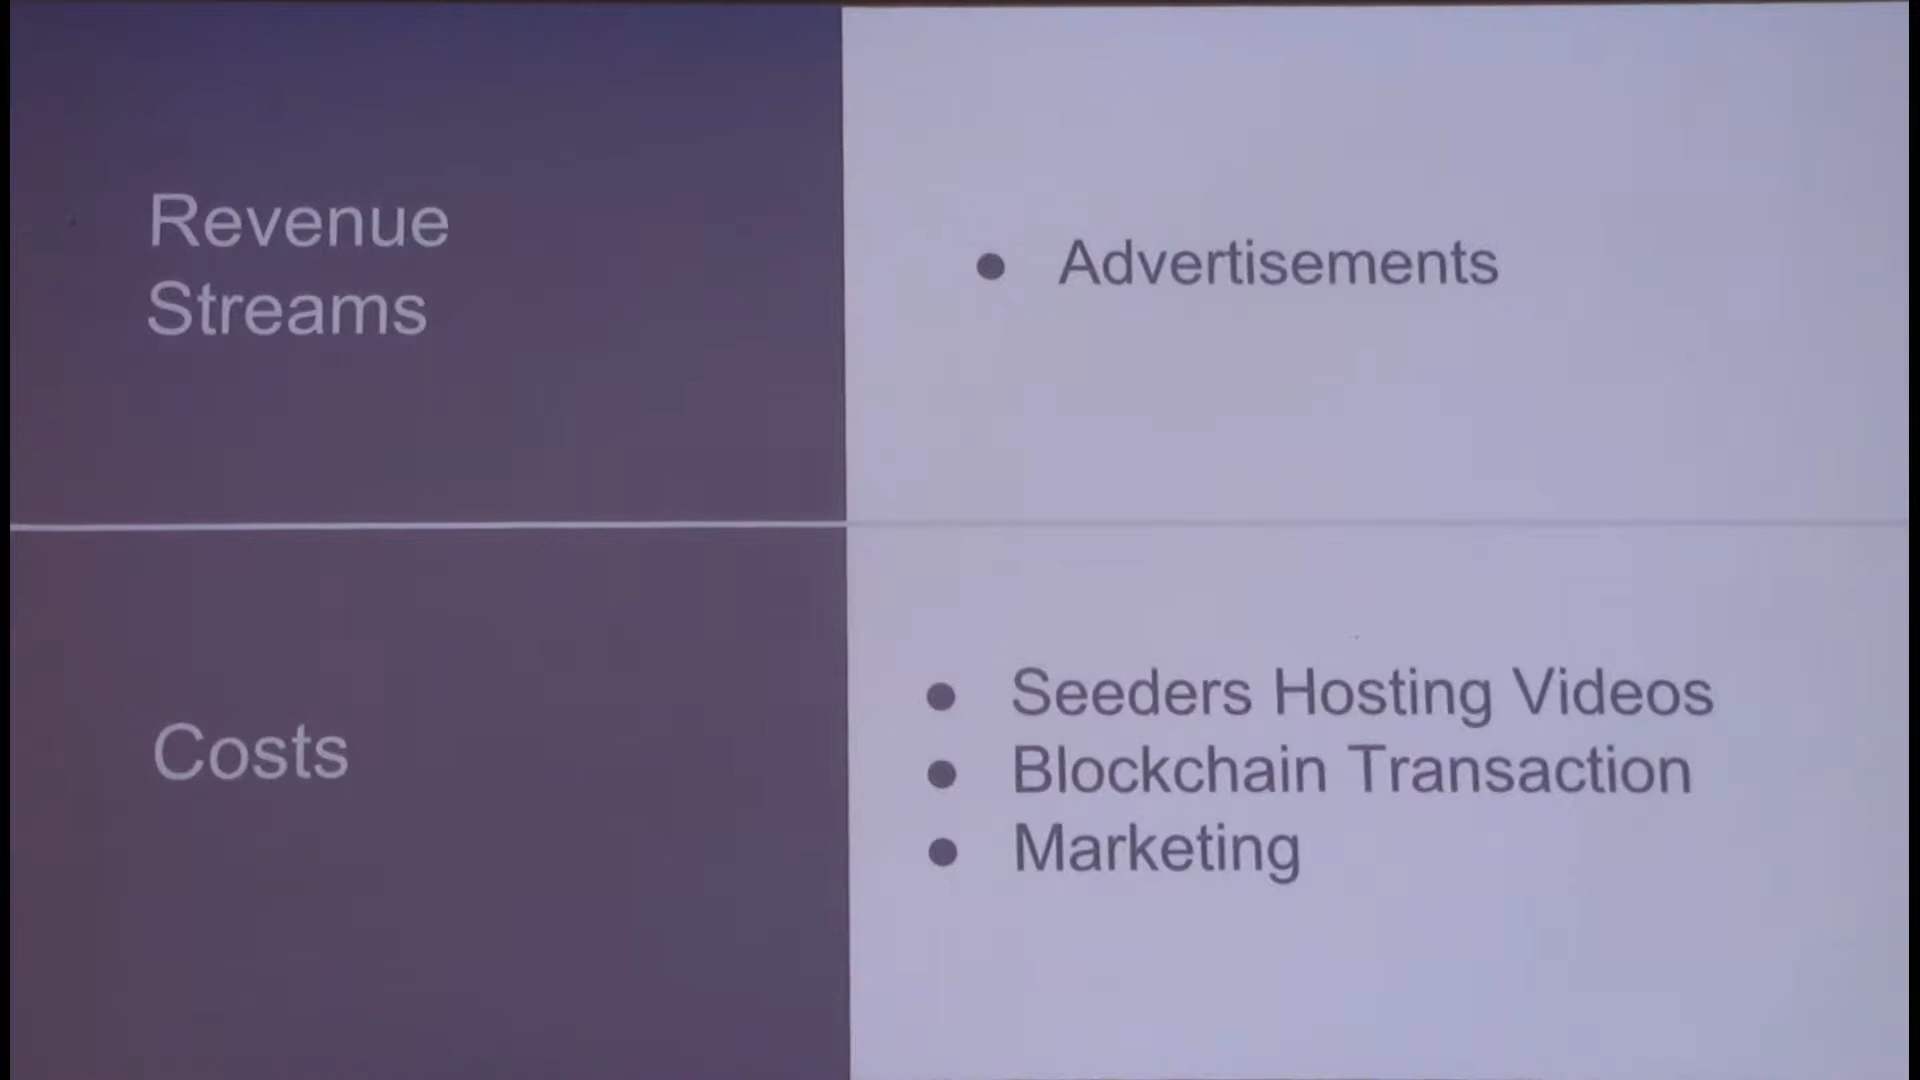 Revenue
Streams
● Advertisements
Costs
● Seeders Hosting Videos
● Blockchain Transaction
● Marketing